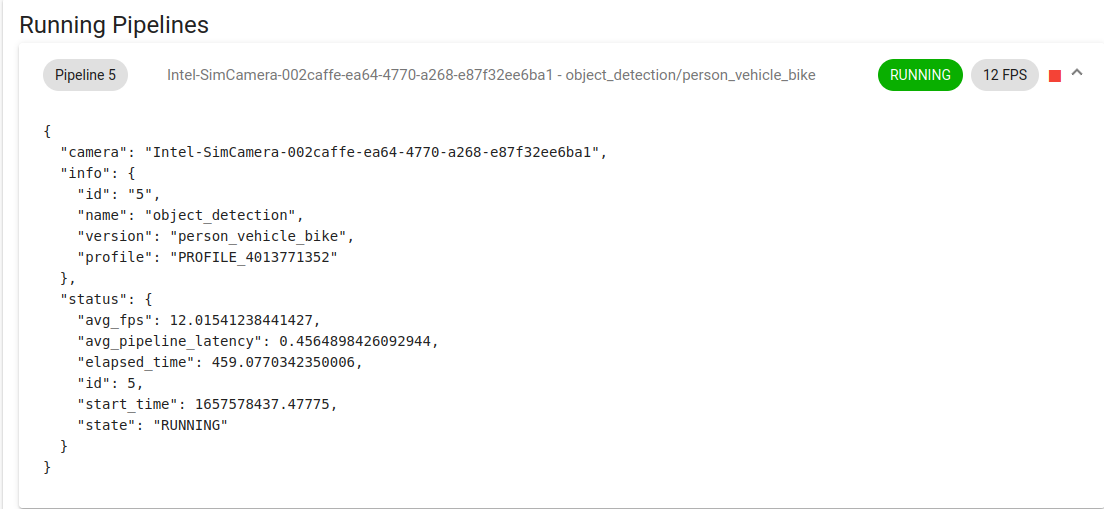 Running Pipelines
Pipeline 5 Intel-SimCamera-002caffe-ea64-4770-a268-e87f32ee6ba1 - object_detection/person_vehicle_bike RUNNING 12 FPS
{
  "camera": "Intel-SimCamera-002caffe-ea64-4770-a268-e87f32ee6ba1",
  "info": {
    "id": "5",
    "name": "object_detection",
    "version": "person_vehicle_bike",
    "profile": "PROFILE_4013771352"
  },
  "status": {
    "avg_fps": 12.01541238441427,
    "avg_pipeline_latency": 0.4564898426092944,
    "elapsed_time": 459.0770342350006,
    "id": 5,
    "start_time": 1657578437.47775,
    "state": "RUNNING"
  }
}